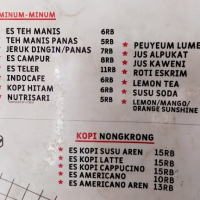 MINUM-MINUM
ES TEH MANIS 6RB
TEH MANIS PANAS 5RB
JERUK DINGIN/PANAS 7RB
ES CAMPUR 8RB
ES TELER 11RB
INDOCAFE 6RB
KOPI HITAM 6RB
NUTRISARI 5RB
PEUYEUM LUME
JUS ALPUKAT
JUS KAWENI
ROTI ESKRIM
LEMON TEA
SUSU SODA
LEMON/MANGO/
ORANGE SUNSHINE
KOPI NONGKRONG
ES KOPI SUSU AREN 15RB
ES KOPI LATTE 15RB
ES KOPI CAPPUCINO 15RB
ES AMERICANO 10RB
ES AMERICANO AREN 13RB